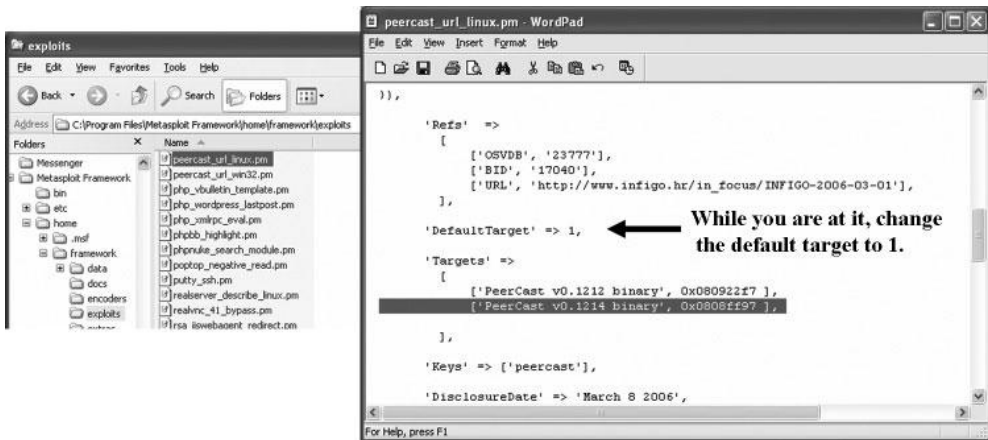 exploits
File Edit View Favorites Tools Help
Back Search Folders
Address C:\Program Files\Metasploit Framework\home\framework\exploits
Folders X Name
Messenger
Metasploit Framework
bin
etc
home
.msf
framework
data
docs
encoders
exploits
extras
peercast_url_linux.pm
peercast_url_win32.pm
php_vbulletin_template.pm
php_wordpress_lastpost.pm
php_xmlrpc_eval.pm
phpbb_highlight.pm
phpnuke_search_module.pm
poptop_negative_read.pm
putty_ssh.pm
realserver_describe_linux.pm
realvnc_41_bypass.pm
rsa_iiswebagent_redirect.pm
peercast_url_linux.pm - WordPad
File Edit View Insert Format Help
)),
'Refs' =>
[
['OSVDB', '23777'],
['BID', '17040'],
['URL', 'http://www.infigo.hr/in_focus/INFIGO-2006-03-01'],
],
'DefaultTarget' => 1,
While you are at it, change
the default target to 1.
'Targets' =>
[
['PeerCast v0.1212 binary', 0x080922f7 ],
['PeerCast v0.1214 binary', 0x0808ff97 ],
],
'Keys' => ['peercast'],
'DisclosureDate' => 'March 8 2006',
For Help, press F1